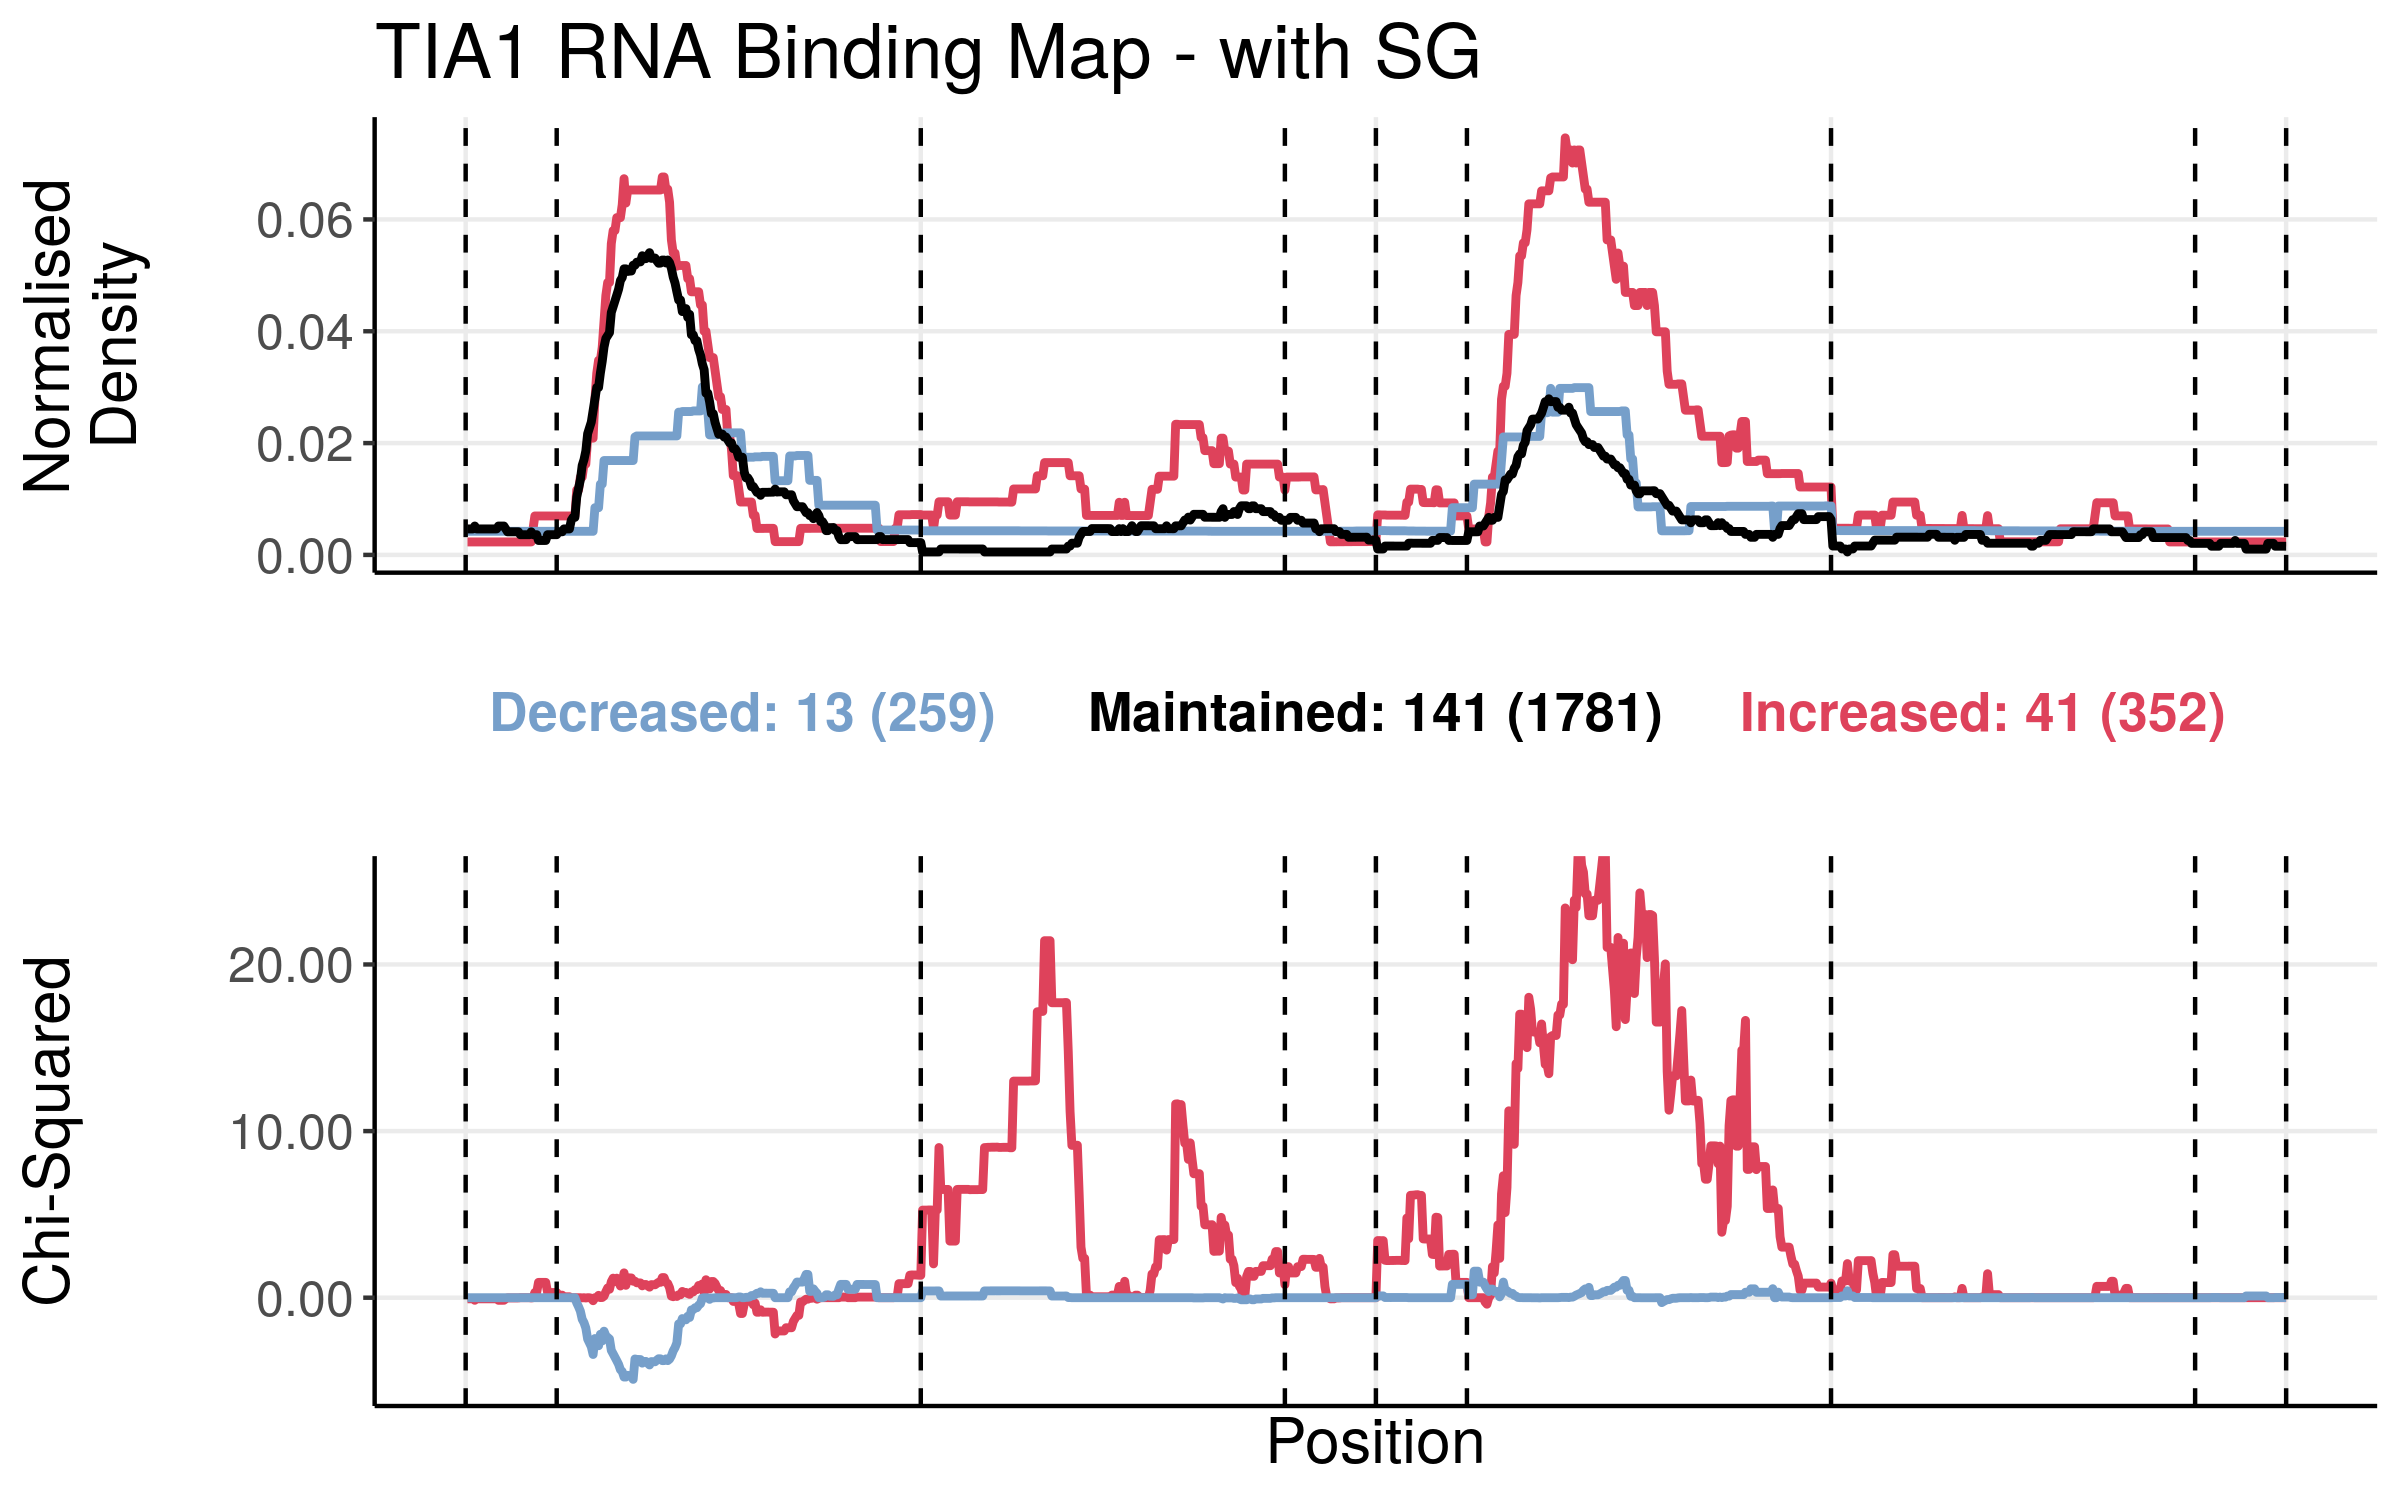 TIA1 RNA Binding Map - with SG
Normalised
Density
0.06
0.04
0.02
0.00
Decreased: 13 (259)
Maintained: 141 (1781)
Increased: 41 (352)
Chi-Squared
20.00
10.00
0.00
Position